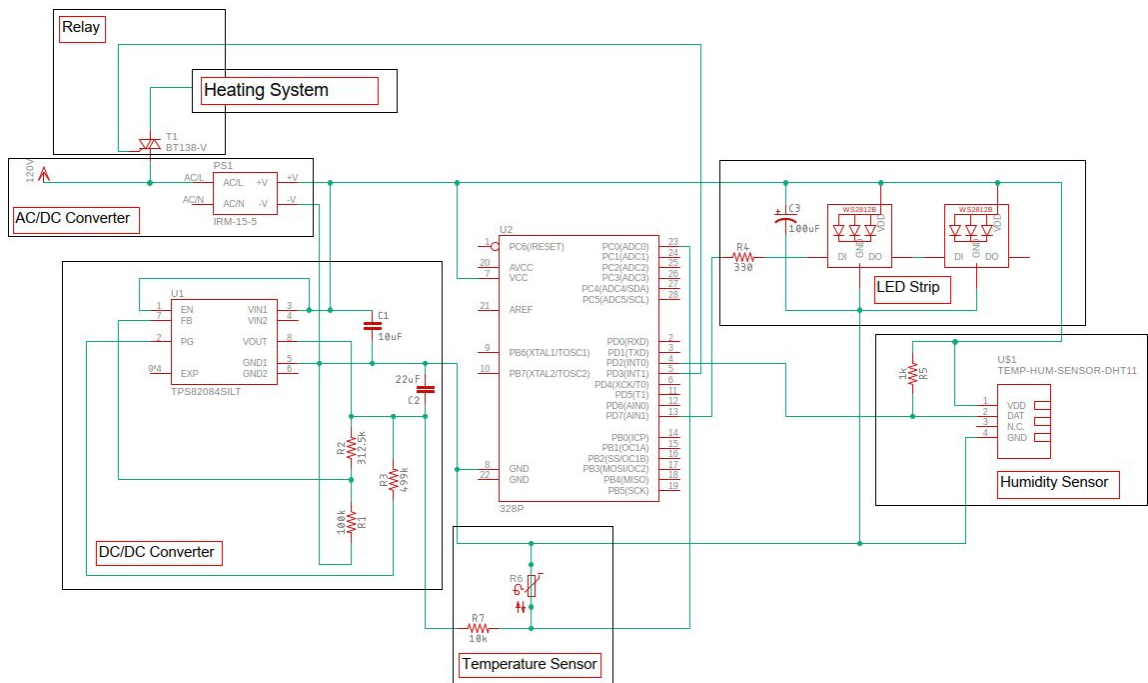 Relay
Heating System
T1
BT138-V
120V
PS1
AC/L
AC/L
+V
+V
AC/N
AC/N
-V
-V
IRM-15-5
AC/DC Converter
U1
1
EN
VIN1
3
7
FB
VIN2
4
2
PG
VOUT
8
GND1
5
9*4
EXP
GND2
6
TPS82084SILT
C1
10uF
22uF
C2
R2
312.5k
R3
499k
100k
R1
DC/DC Converter
U2
1
PC6(/RESET)
20
AVCC
7
VCC
21
AREF
9
PB6(XTAL1/TOSC1)
10
PB7(XTAL2/TOSC2)
8
GND
22
GND
PC0(ADC0)
23
PC1(ADC1)
24
PC2(ADC2)
25
PC3(ADC3)
26
PC4(ADC4/SDA)
27
PC5(ADC5/SCL)
28
PD0(RXD)
2
PD1(TXD)
3
PD2(INT0)
4
PD3(INT1)
5
PD4(XCK/T0)
6
PD5(T1)
11
PD6(AIN0)
12
PD7(AIN1)
13
PB0(ICP)
14
PB1(OC1A)
15
PB2(SS/OC1B)
16
PB3(MOSI/OC2)
17
PB4(MISO)
18
PB5(SCK)
19
328P
R6
R7
10k
Temperature Sensor
R4
330
C3
100uF
WS2812B
VDD
GND
DI
DO
WS2812B
VDD
GND
DI
DO
LED Strip
1k
R5
U$1
TEMP-HUM-SENSOR-DHT11
1
VDD
2
DAT
3
N.C.
4
GND
Humidity Sensor